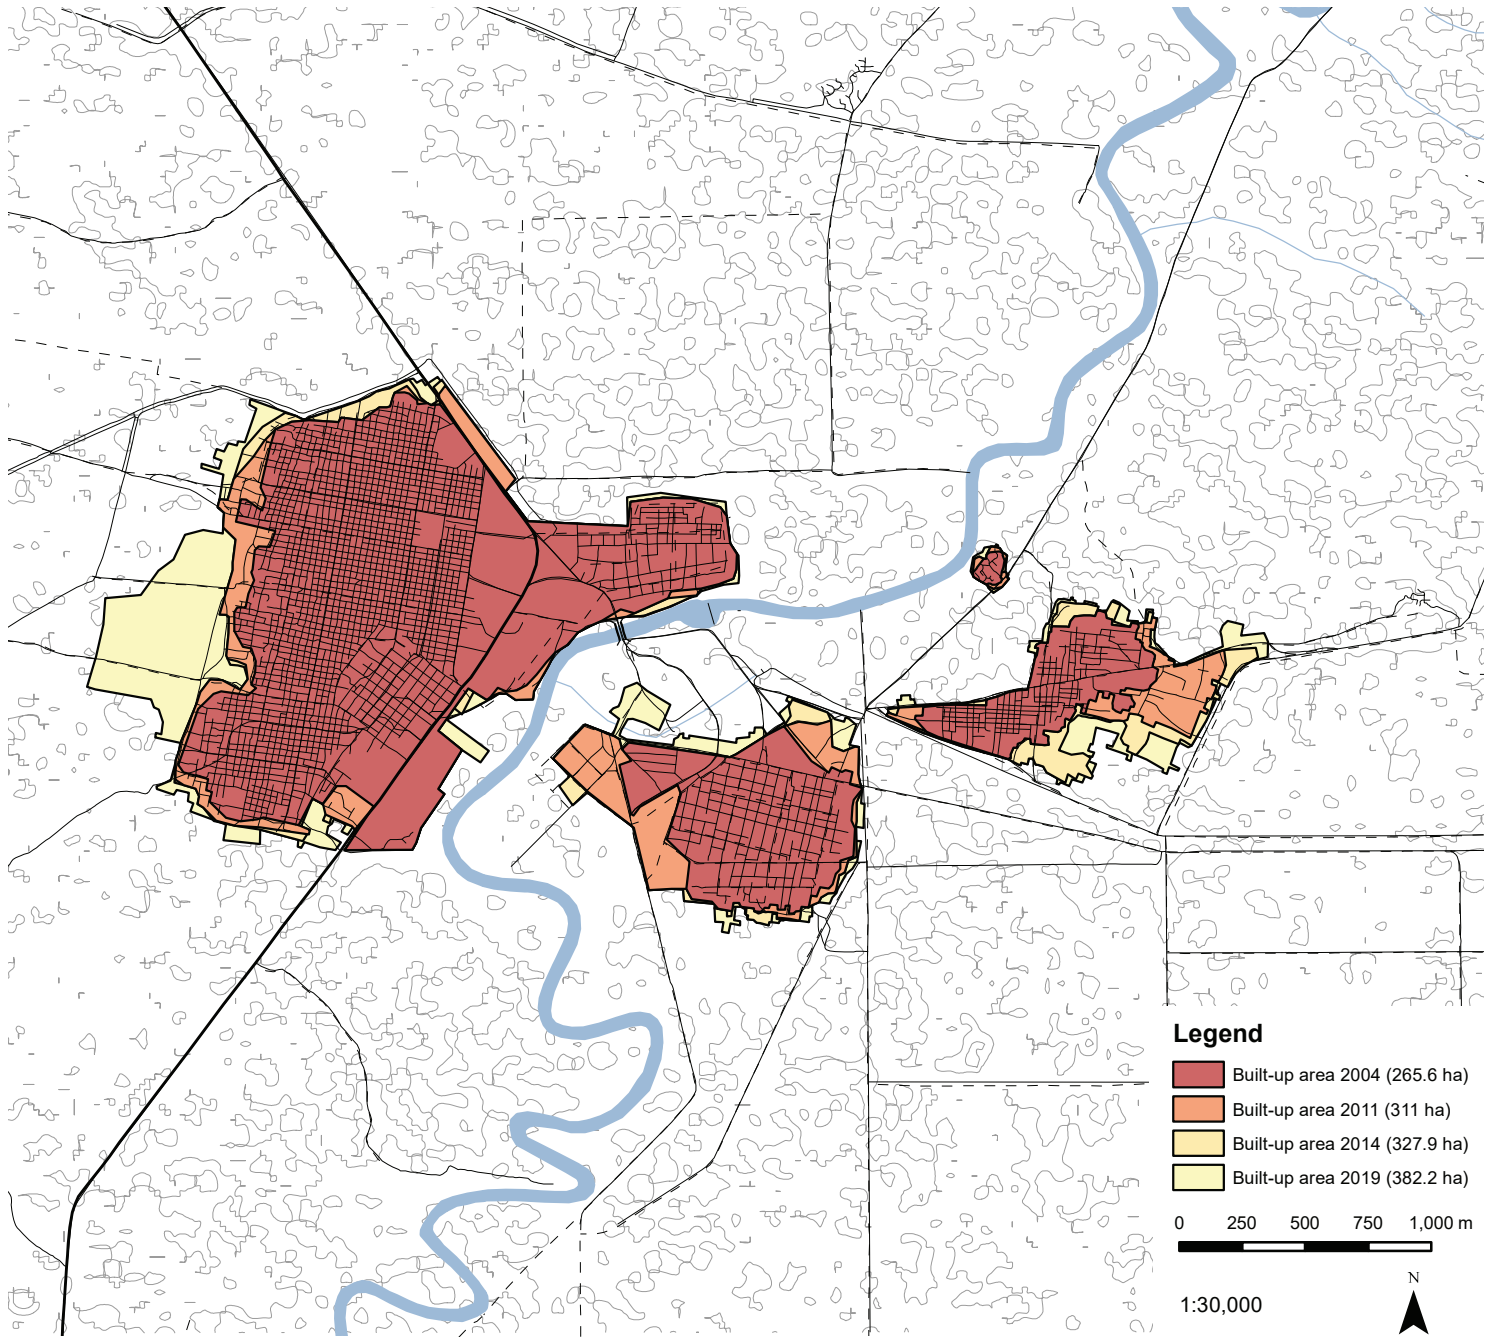 Legend
Built-up area 2004 (265.6 ha)
Built-up area 2011 (311 ha)
Built-up area 2014 (327.9 ha)
Built-up area 2019 (382.2 ha)
0 250 500 750 1,000 m
N
1:30,000